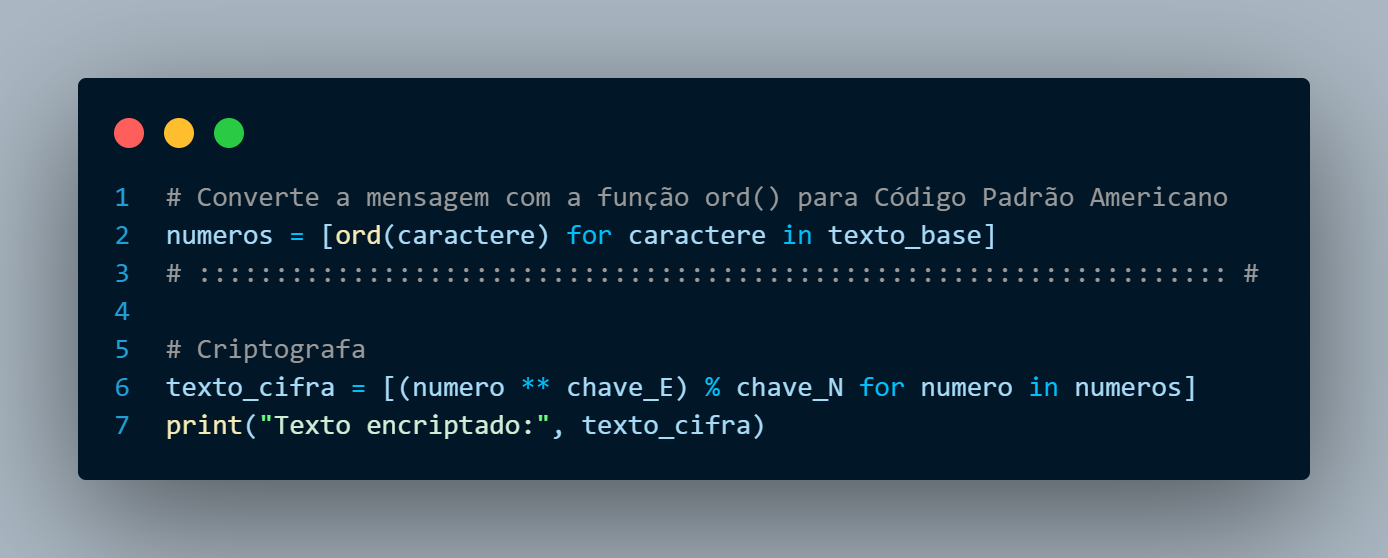 1 # Converte a mensagem com a função ord() para Código Padrão Americano
2 numeros = [ord(caractere) for caractere in texto_base]
3 # ::::::::::::::::::::::::::::::::::::::::::::::::::::::::::::::::::: #
4
5 # Criptografa
6 texto_cifra = [(numero ** chave_E) % chave_N for numero in numeros]
7 print("Texto encriptado:", texto_cifra)